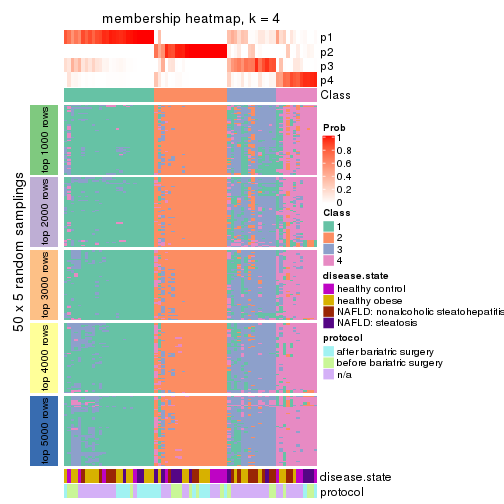 membership heatmap, k = 4
p1
p2
p3
p4
Class
50 x 5 random samplings
top 1000 rows
top 2000 rows
top 3000 rows
top 4000 rows
top 5000 rows
disease.state
protocol
Prob
1
0.8
0.6
0.4
0.2
0
Class
1
2
3
4
disease.state
healthy control
healthy obese
NAFLD: nonalcoholic steatohepatitis
NAFLD: steatosis
protocol
after bariatric surgery
before bariatric surgery
n/a